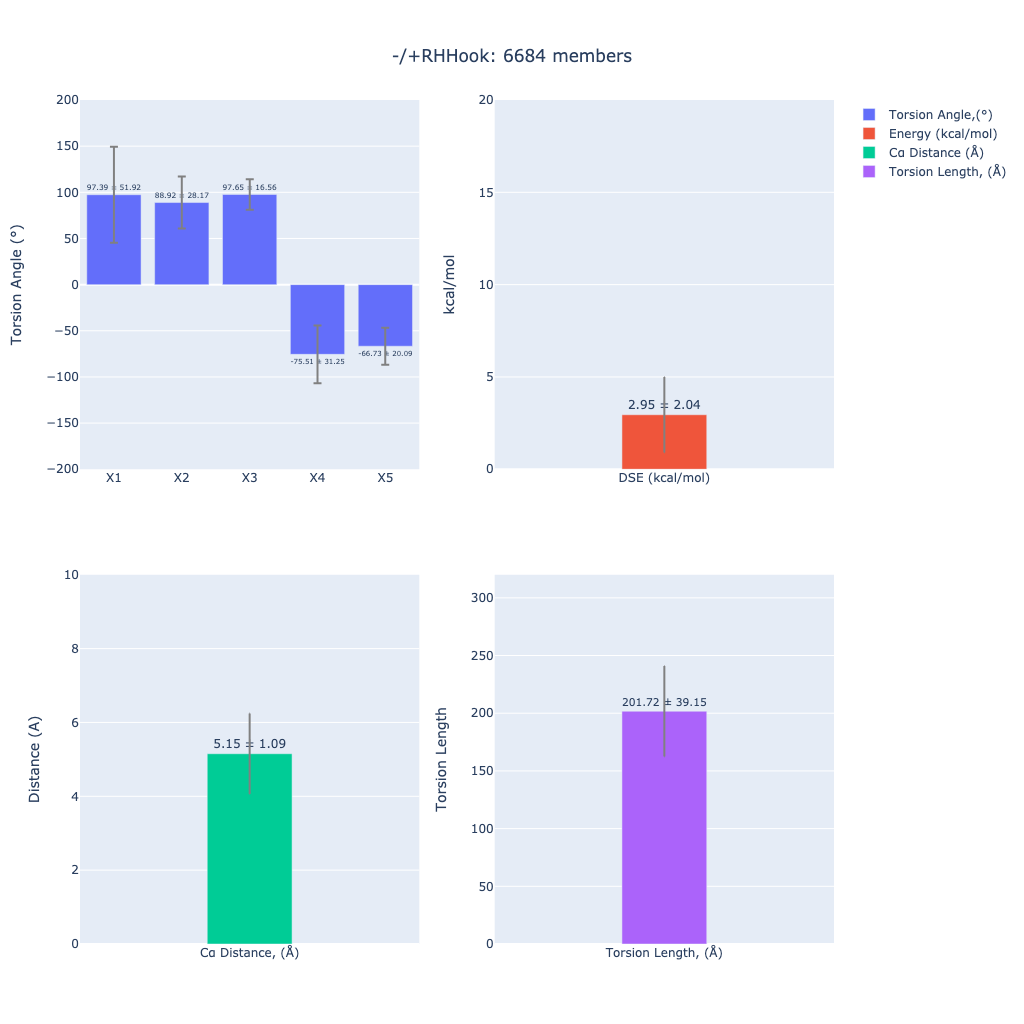 -/+RHHook: 6684 members
Torsion Angle (°)
200
150
100
50
0
−50
−100
−150
−200
97.39 ± 51.92
88.92 ± 28.17
97.65 ± 16.56
-75.51 ± 31.25
-66.73 ± 20.09
X1
X2
X3
X4
X5
kcal/mol
20
15
10
5
0
2.95 ± 2.04
DSE (kcal/mol)
Torsion Angle,(°)
Energy (kcal/mol)
Cα Distance (Å)
Torsion Length, (Å)
Distance (A)
10
8
6
4
2
0
5.15 ± 1.09
Cα Distance, (Å)
Torsion Length
300
250
200
150
100
50
0
201.72 ± 39.15
Torsion Length, (Å)